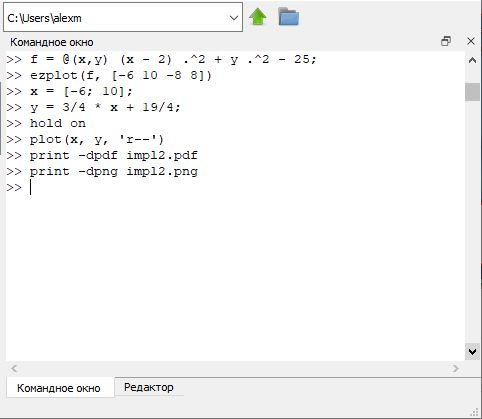 C:\Users\alexm
Командное окно
>> f = @(x,y) (x - 2) .^2 + y .^2 - 25;
>> ezplot(f, [-6 10 -8 8])
>> x = [-6; 10];
>> y = 3/4 * x + 19/4;
>> hold on
>> plot(x, y, 'r--')
>> print -dpdf impl2.pdf
>> print -dpng impl2.png
>>
Командное окно Редактор